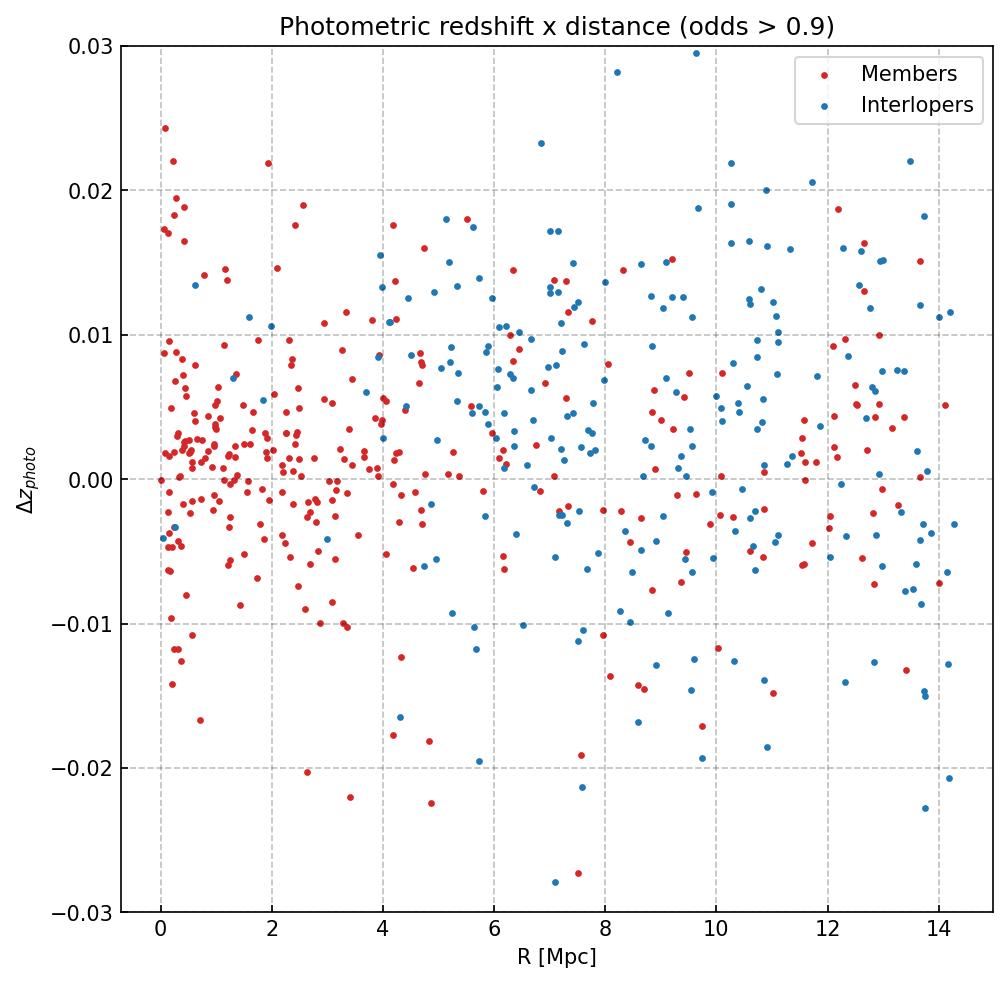 Photometric redshift x distance (odds > 0.9)
Members
Interlopers
0.03
0.02
0.01
0.00
−0.01
−0.02
−0.03
Δz_photo
0 2 4 6 8 10 12 14
R [Mpc]